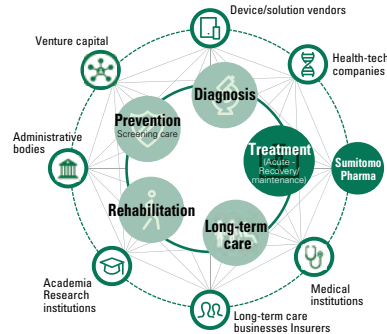 Device/solution vendors
Venture capital
Health-tech
companies
Diagnosis
Prevention
Screening care
Treatment
(Acute -
Recovery/
maintenance)
Administrative
bodies
Sumitomo
Pharma
Rehabilitation
Long-term
care
Academia
Research
institutions
Medical
institutions
Long-term care
businesses Insurers